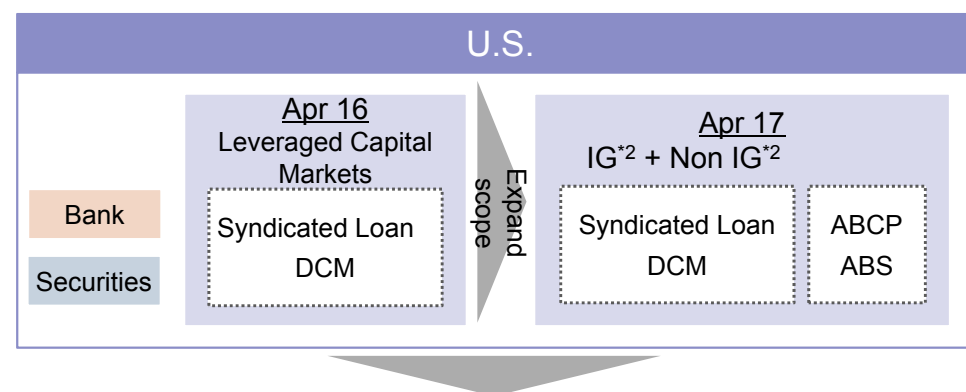 U.S.
Apr 16
Leveraged Capital
Markets
Bank
Securities
Syndicated Loan
DCM
Expand
scope
Apr 17
IG*2 + Non IG*2
Syndicated Loan
DCM
ABCP
ABS